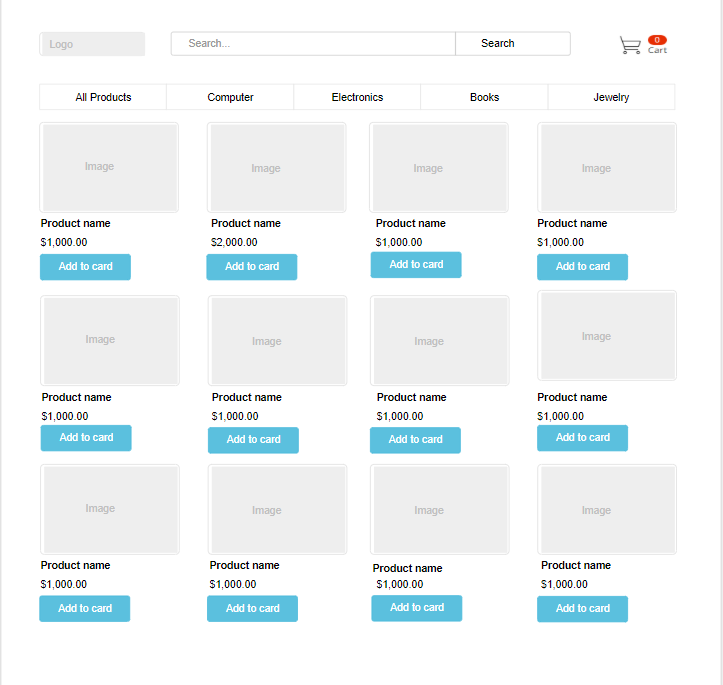 Logo
Search...
Search
0
Cart
All Products
Computer
Electronics
Books
Jewelry
Image
Image
Image
Image
Product name
Product name
Product name
Product name
$1,000.00
$2,000.00
$1,000.00
$1,000.00
Add to card
Add to card
Add to card
Add to card
Image
Image
Image
Image
Product name
Product name
Product name
Product name
$1,000.00
$1,000.00
$1,000.00
$1,000.00
Add to card
Add to card
Add to card
Add to card
Image
Image
Image
Image
Product name
Product name
Product name
Product name
$1,000.00
$1,000.00
$1,000.00
$1,000.00
Add to card
Add to card
Add to card
Add to card